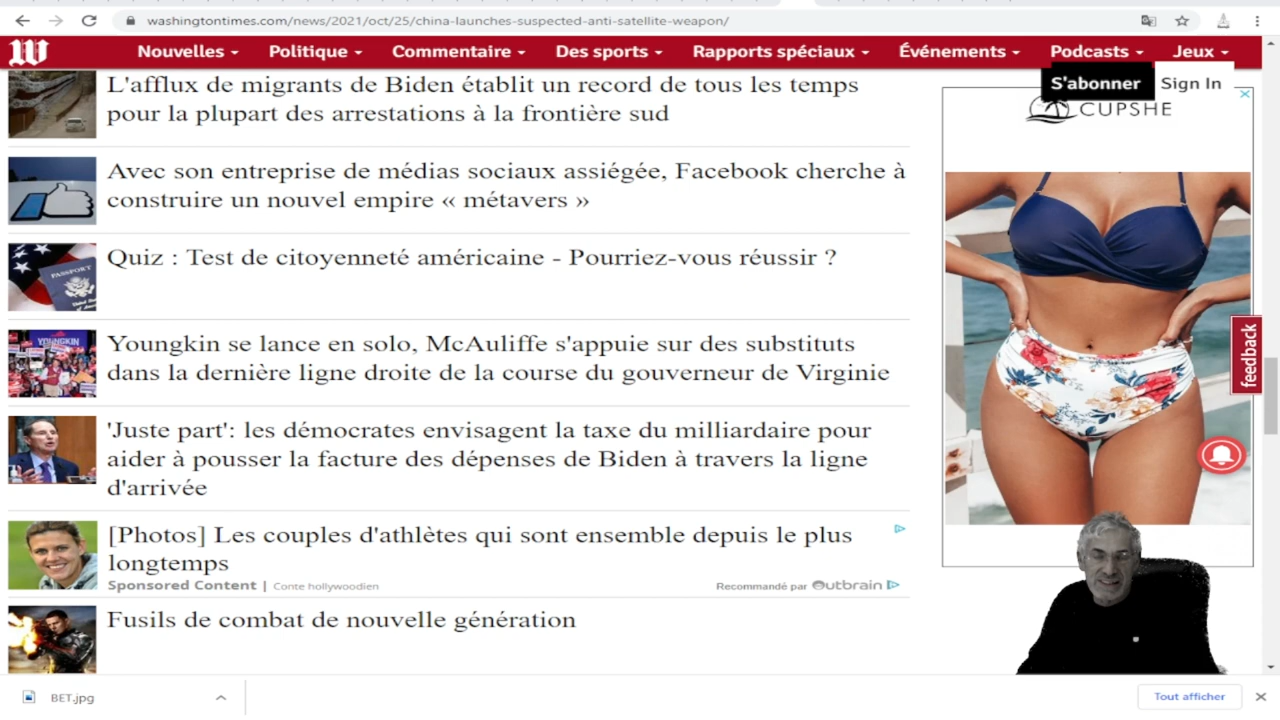 washingtontimes.com/news/2021/oct/25/china-launches-suspected-anti-satellite-weapon/
W
Nouvelles
Politique
Commentaire
Des sports
Rapports spéciaux
Événements
Podcasts
Jeux
S'abonner
Sign In
L'afflux de migrants de Biden établit un record de tous les temps
pour la plupart des arrestations à la frontière sud
Avec son entreprise de médias sociaux assiégée, Facebook cherche à
construire un nouvel empire « métavers »
PASSPORT
Quiz : Test de citoyenneté américaine - Pourriez-vous réussir ?
YOUNGKIN
Youngkin se lance en solo, McAuliffe s'appuie sur des substituts
dans la dernière ligne droite de la course du gouverneur de Virginie
'Juste part': les démocrates envisagent la taxe du milliardaire pour
aider à pousser la facture des dépenses de Biden à travers la ligne
d'arrivée
[Photos] Les couples d'athlètes qui sont ensemble depuis le plus
longtemps
Sponsored Content | Conte hollywoodien
Recommandé par Outbrain
Fusils de combat de nouvelle génération
CUPSHE
feedback
BET.jpg
Tout afficher